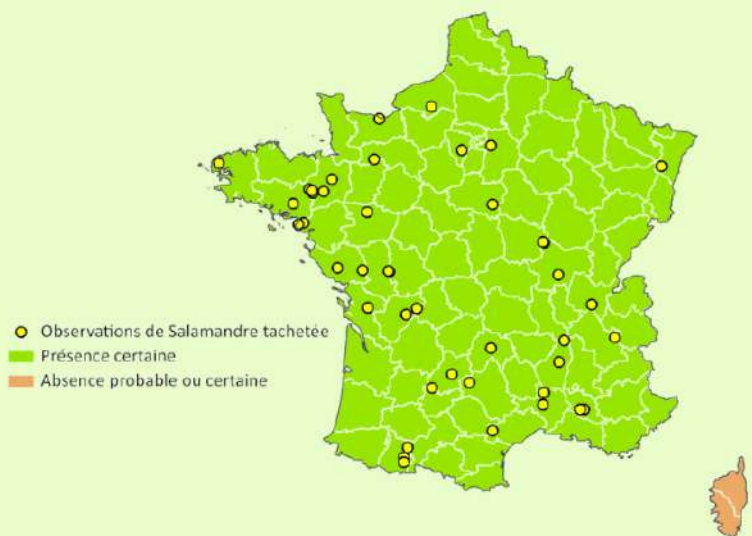 Observations de Salamandre tachetée
Présence certaine
Absence probable ou certaine